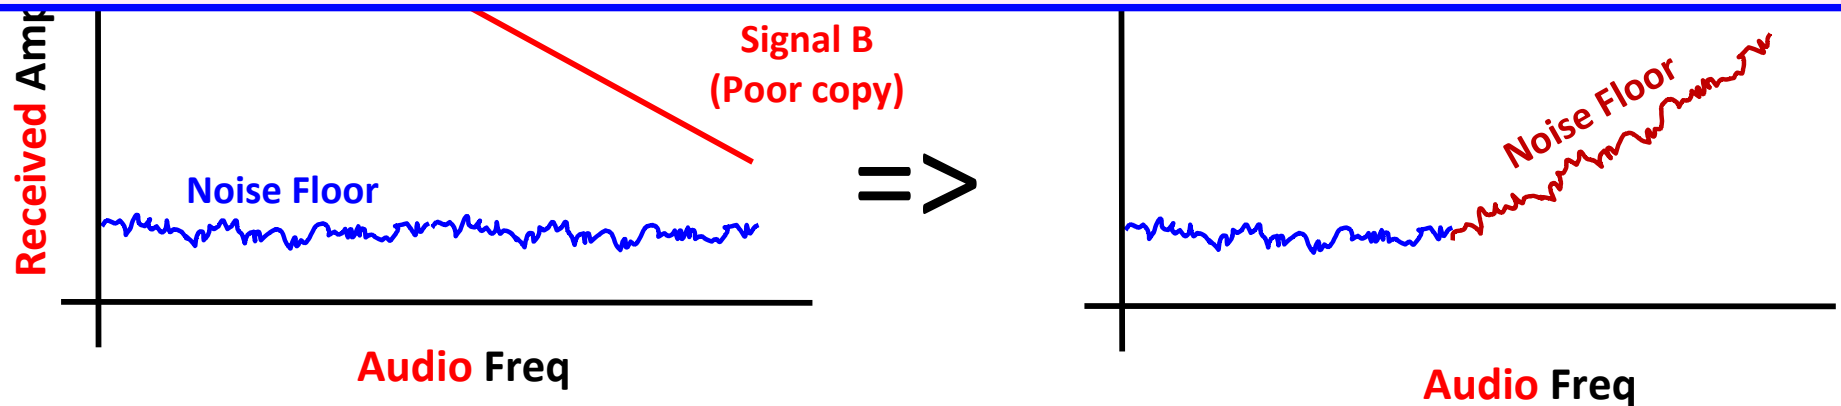 Received Amp
Signal B
(Poor copy)
Noise Floor
Audio Freq
=>
Noise Floor
Audio Freq